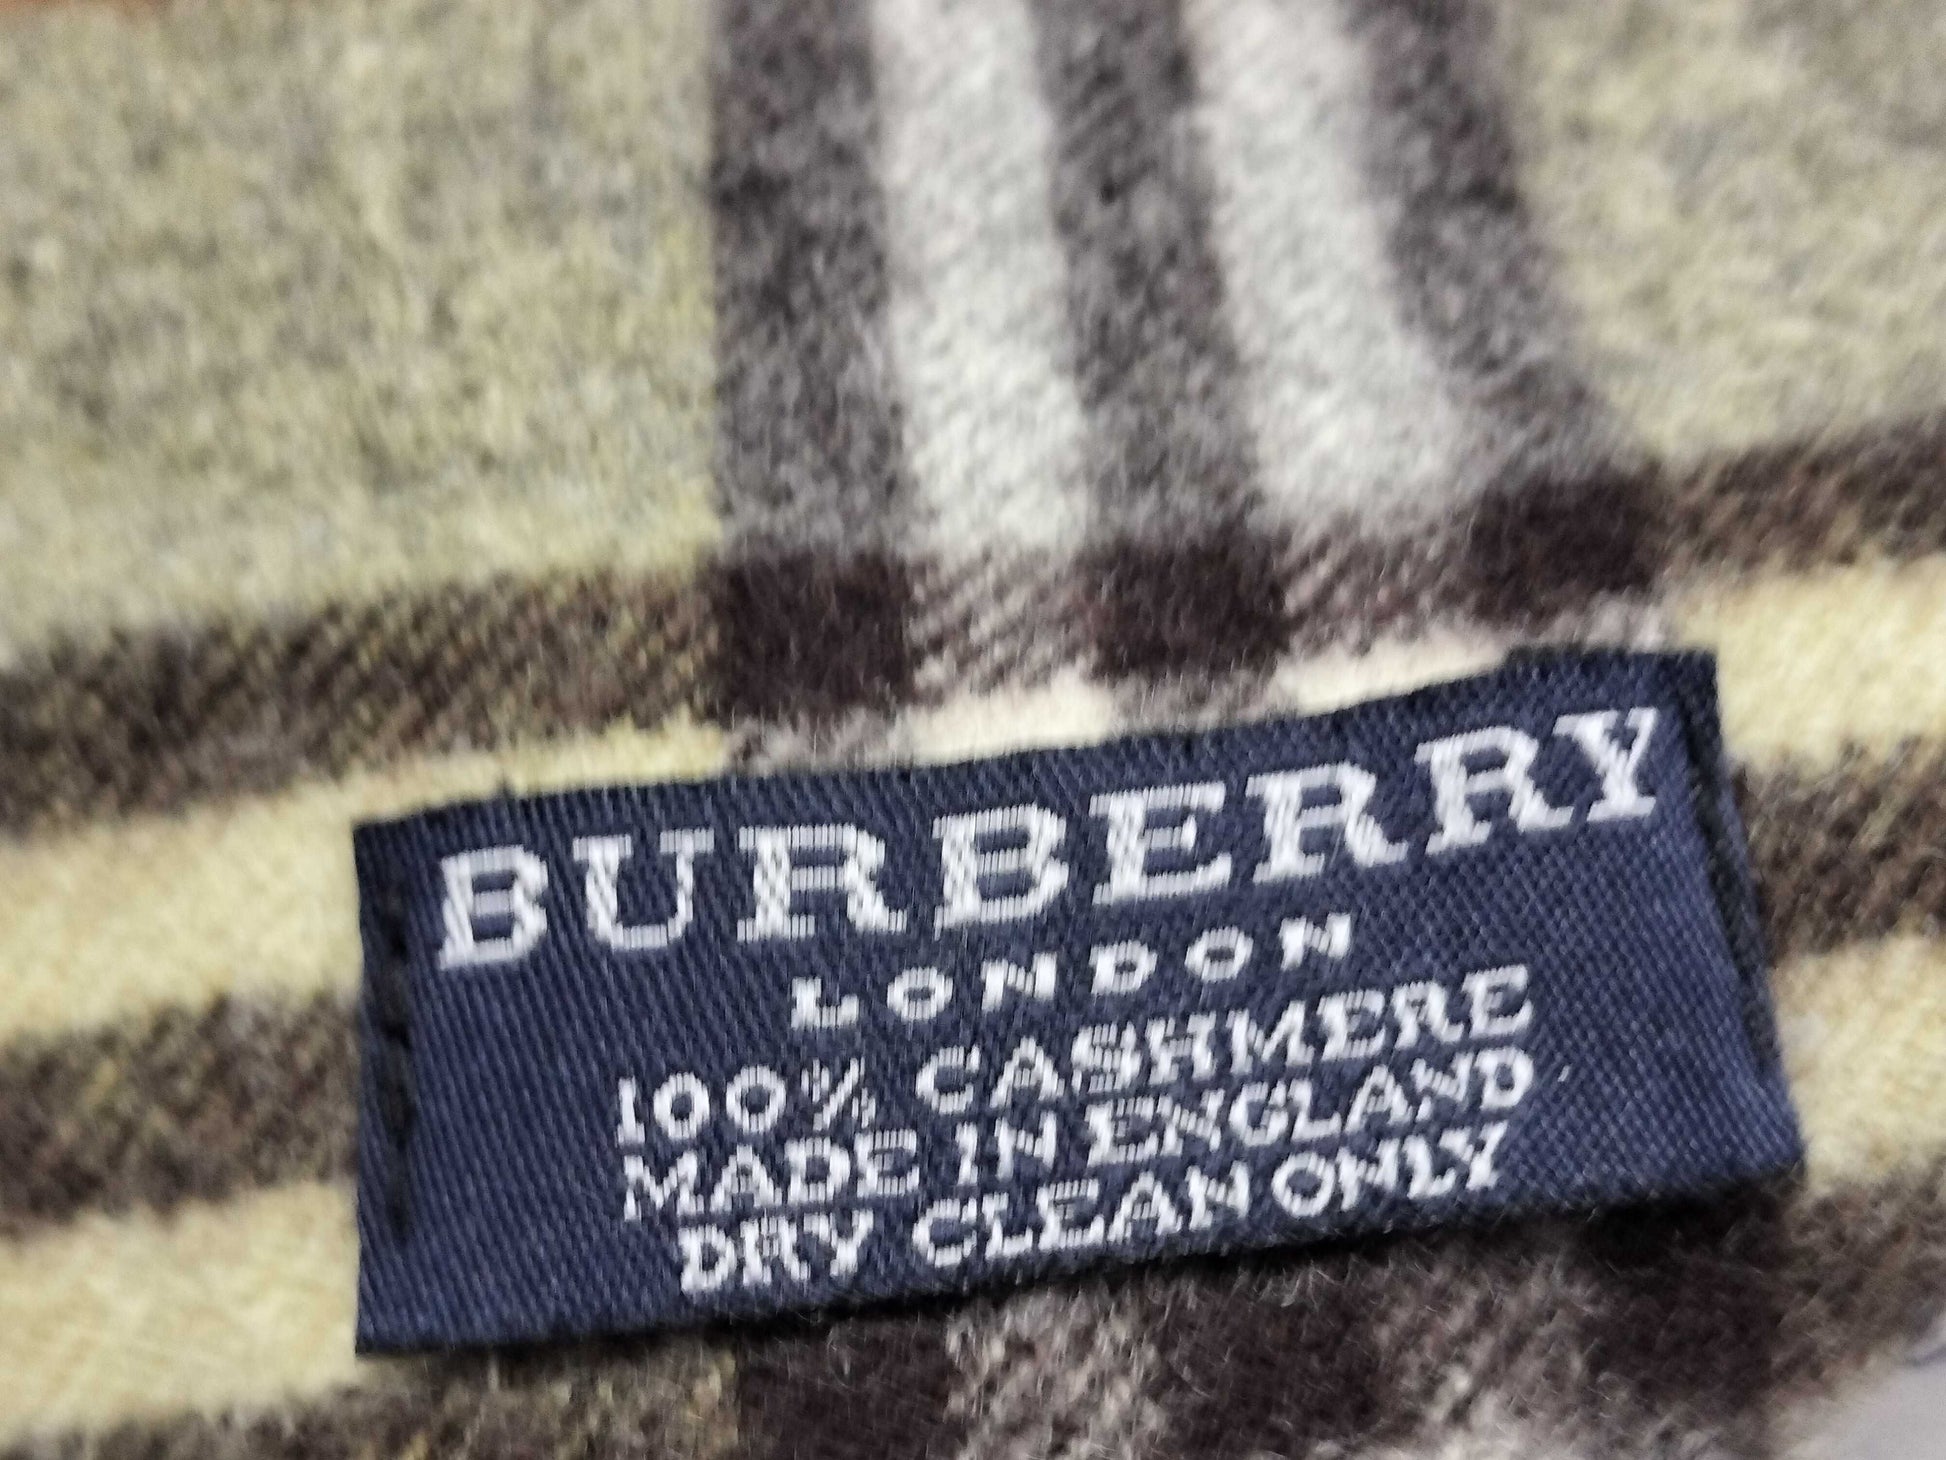 BURBERRY
LONDON
100% CASHMERE
MADE IN ENGLAND
DRY CLEAN ONLY